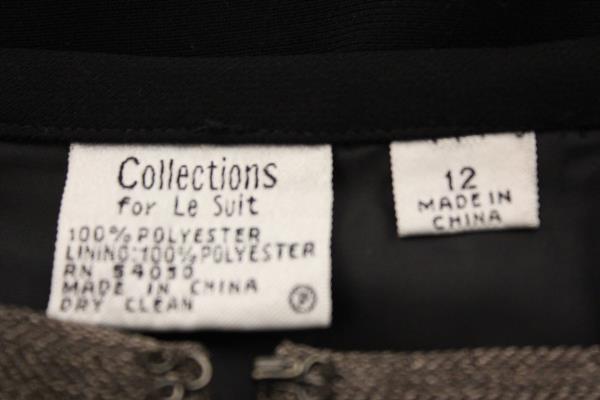 Collections
for Le Suit
100% POLYESTER
LINING:100% POLYESTER
RN 54050
MADE IN CHINA
DRY CLEAN
12
MADE IN
CHINA